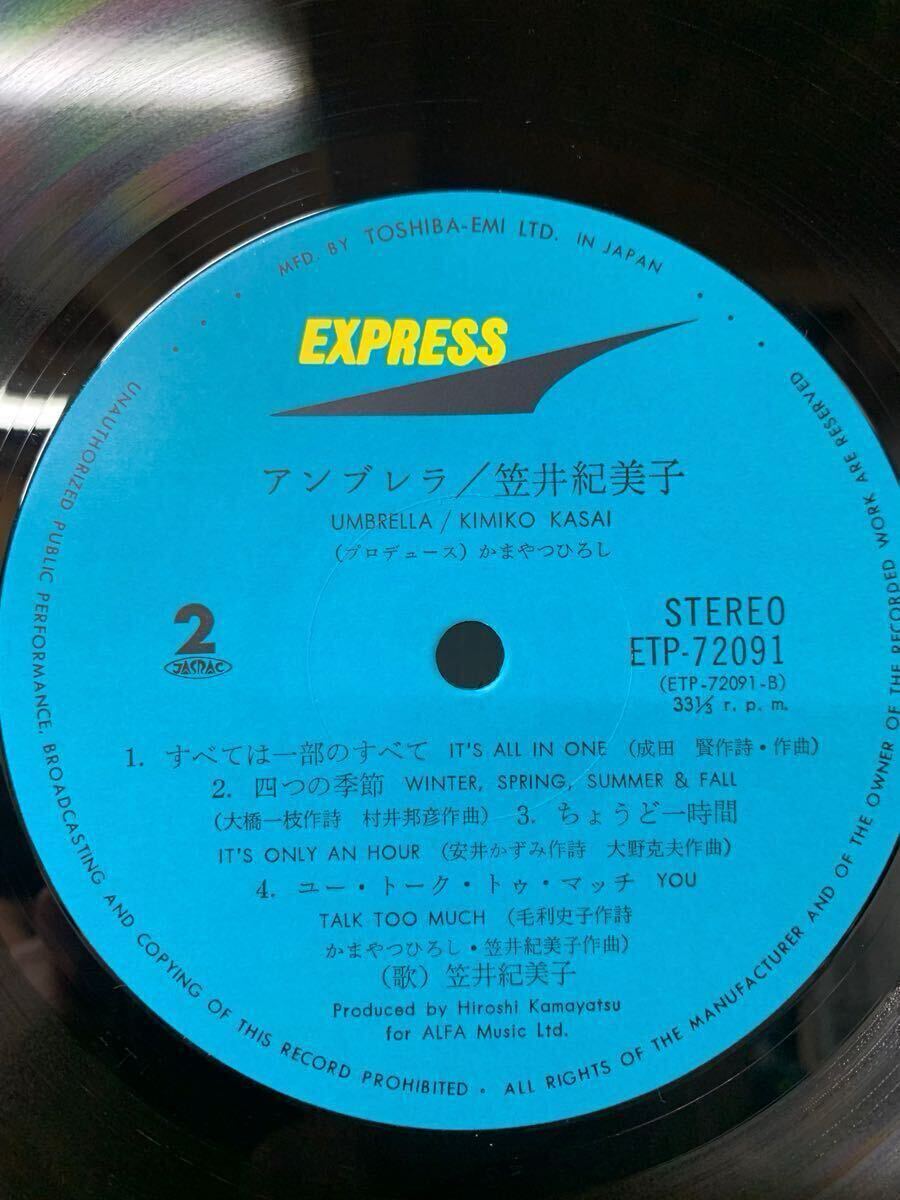 MFD. BY TOSHIBA-EMI LTD. IN JAPAN
EXPRESS
アンブレラ／笠井紀美子
UMBRELLA / KIMIKO KASAI
（プロデュース）かまやつひろし
2
JASRAC
STEREO
ETP-72091
(ETP-72091-B)
33⅓ r. p. m.
1. すべては一部のすべて IT'S ALL IN ONE （成田 賢作詩・作曲）
2. 四つの季節 WINTER, SPRING, SUMMER & FALL
（大橋一枝作詩 村井邦彦作曲） 3. ちょうど一時間
IT'S ONLY AN HOUR （安井かずみ作詩 大野克夫作曲）
4. ユー・トーク・トゥ・マッチ YOU
TALK TOO MUCH （毛利史子作詩
かまやつひろし・笠井紀美子作曲）
（歌）笠井紀美子
Produced by Hiroshi Kamayatsu
for ALFA Music Ltd.
UNAUTHORIZED PUBLIC PERFORMANCE, BROADCASTING AND COPYING OF THIS RECORD PROHIBITED • ALL RIGHTS OF THE MANUFACTURER AND OF THE OWNER OF THE RECORDED WORK ARE RESERVED